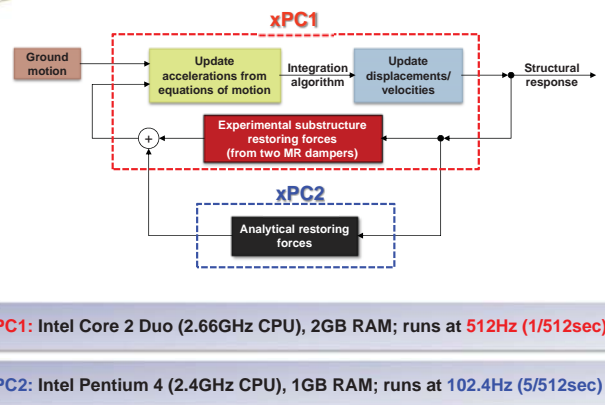 xPC1
Ground
motion
Update
accelerations from
equations of motion
Integration
algorithm
Update
displacements/
velocities
Structural
response
+
Experimental substructure
restoring forces
(from two MR dampers)
xPC2
Analytical restoring
forces
PC1: Intel Core 2 Duo (2.66GHz CPU), 2GB RAM; runs at 512Hz (1/512sec)
PC2: Intel Pentium 4 (2.4GHz CPU), 1GB RAM; runs at 102.4Hz (5/512sec)